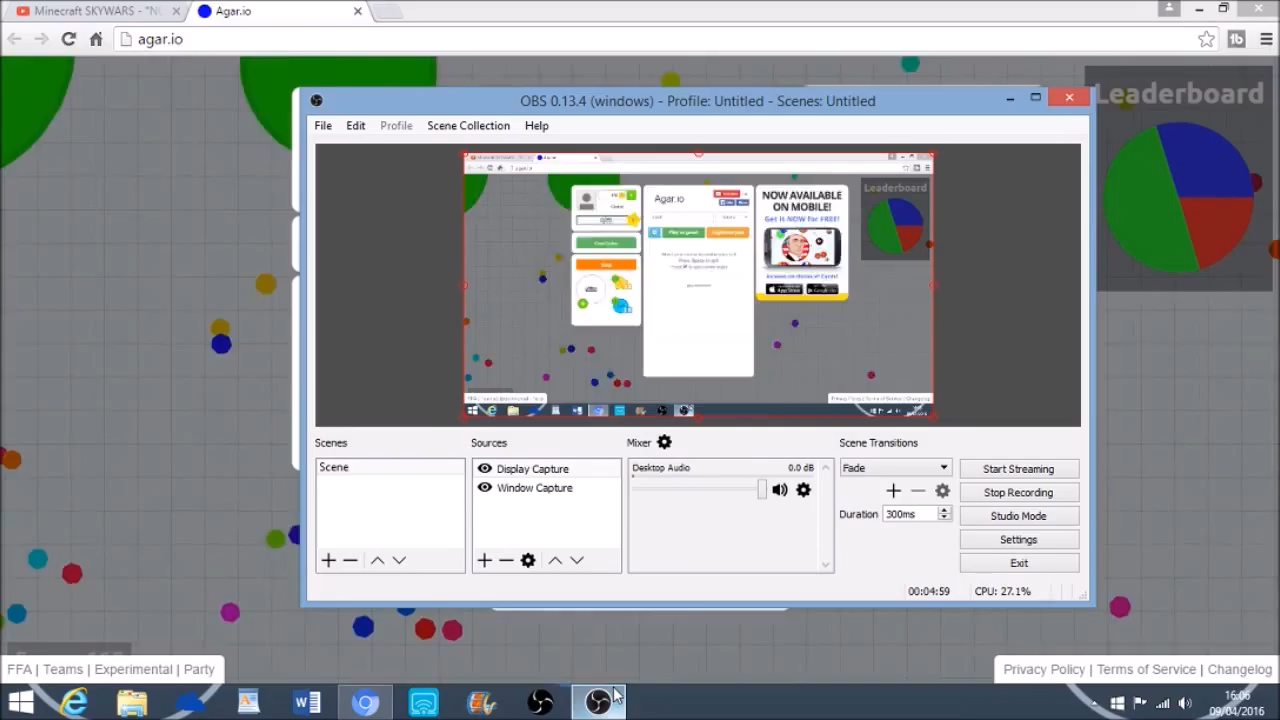 Minecraft SKYWARS - "N
Agar.io
agar.io
Leaderboard
OBS 0.13.4 (windows) - Profile: Untitled - Scenes: Untitled
File Edit Profile Scene Collection Help
Agar.io
NOW AVAILABLE
ON MOBILE!
Get it NOW for FREE!
Leaderboard
App Store
Google play
Scenes
Sources
Mixer
Scene Transitions
Scene
Display Capture
Window Capture
Desktop Audio 0.0 dB
Fade
Duration 300ms
Start Streaming
Stop Recording
Studio Mode
Settings
Exit
00:04:59 CPU: 27.1%
FFA | Teams | Experimental | Party
Privacy Policy | Terms of Service | Changelog
16:06
09/04/2016